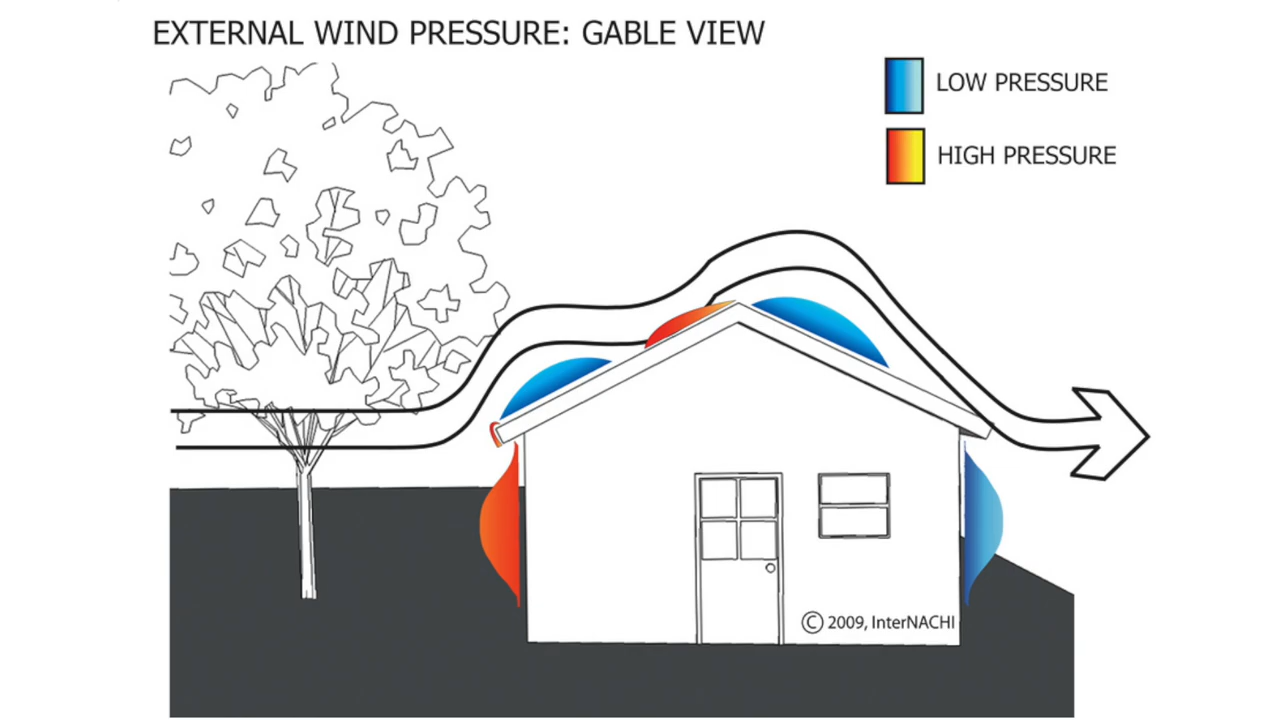 EXTERNAL WIND PRESSURE: GABLE VIEW
LOW PRESSURE
HIGH PRESSURE
© 2009, InterNACHI